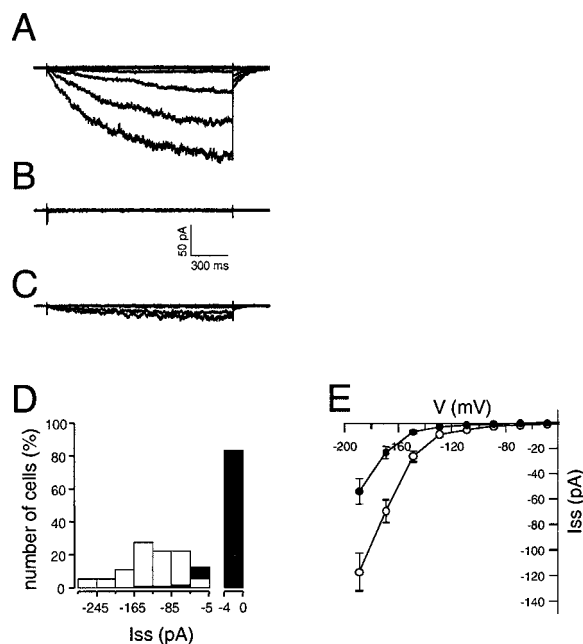 A
B
50 pA
300 ms
C
D
number of cells (%)
100
80
60
40
20
0
-245 -165 -85 -5 -4 0
Iss (pA)
E
V (mV)
-200 -160 -120 -80
-20
-40
-60
-80
-100
-120
-140
Iss (pA)